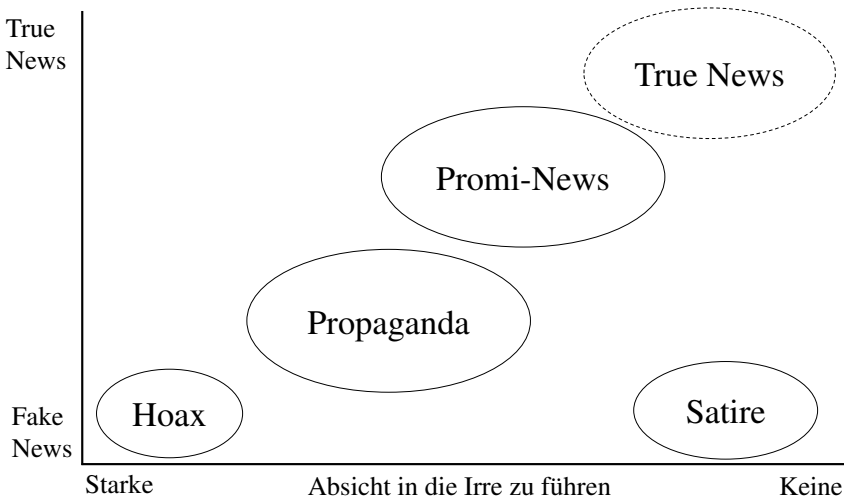 True
News
True News
Promi-News
Propaganda
Hoax
Satire
Fake
News
Starke
Absicht in die Irre zu führen
Keine